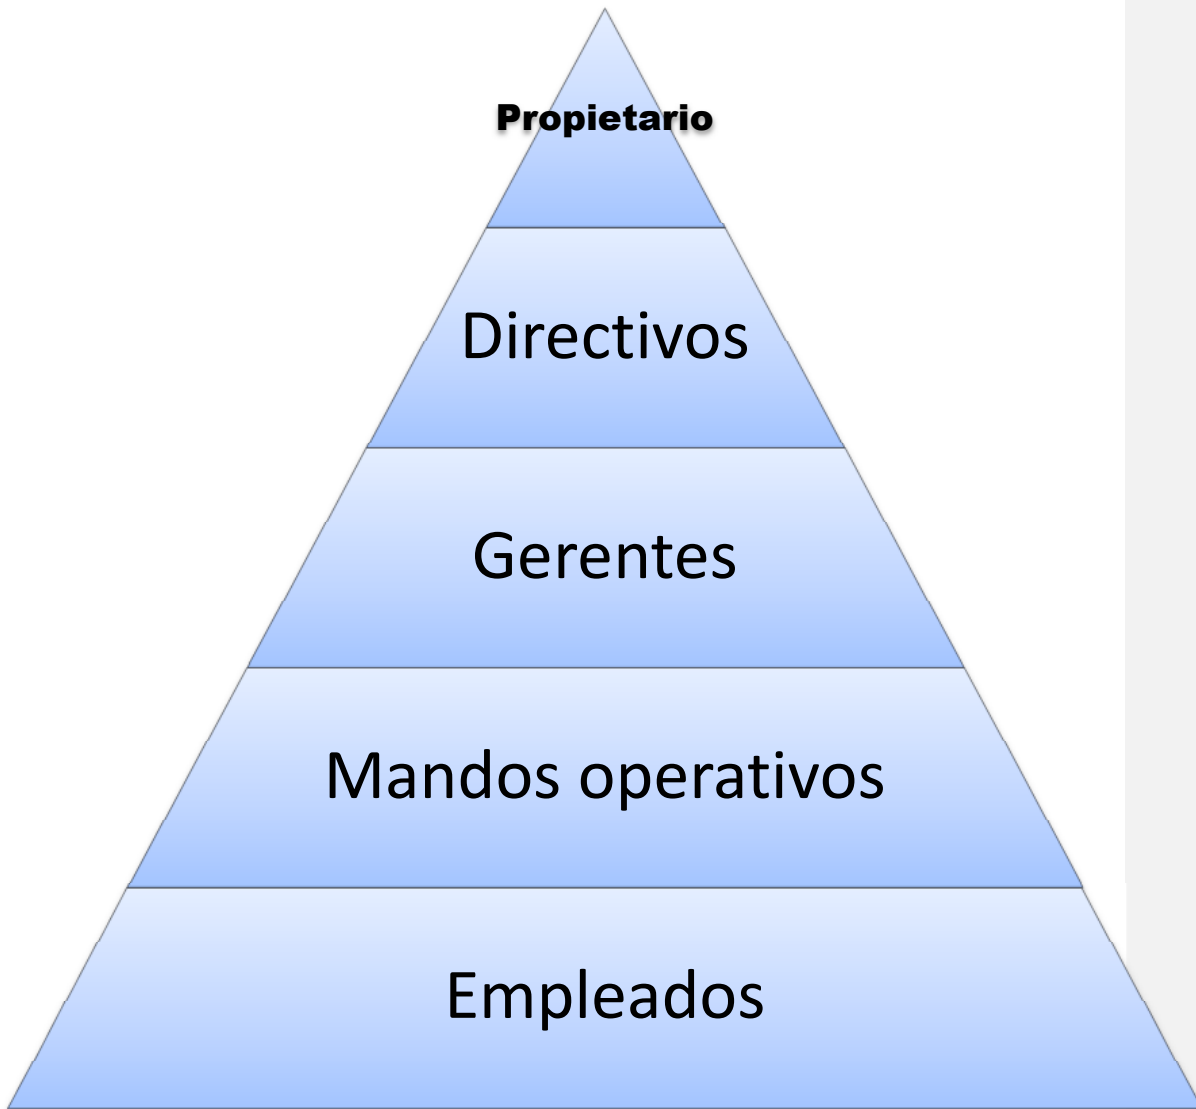 Propietario
Directivos
Gerentes
Mandos operativos
Empleados